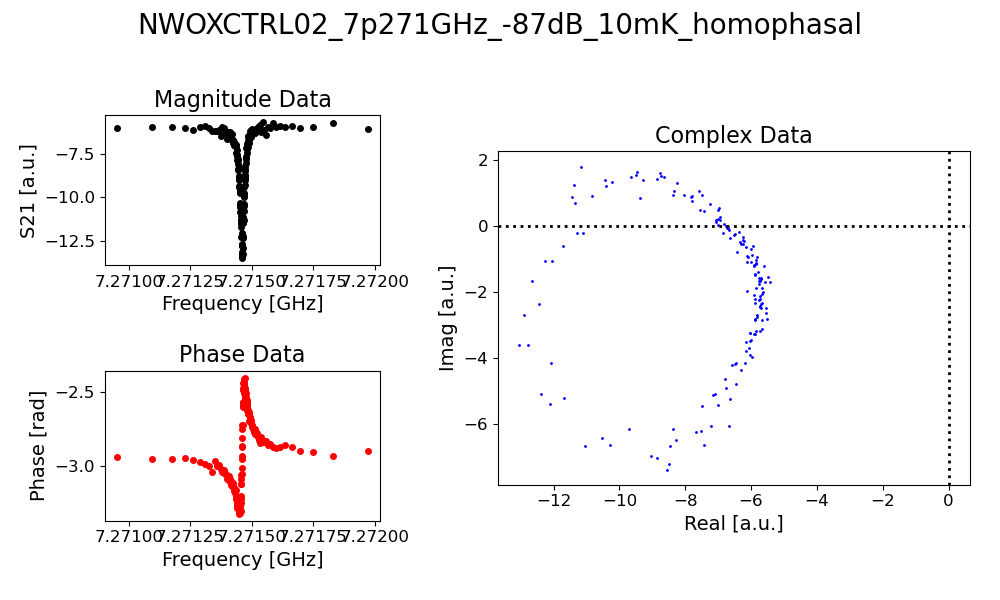 NWOXCTRL02_7p271GHz_-87dB_10mK_homophasal
Magnitude Data
S21 [a.u.]
−7.5
−10.0
−12.5
7.27100 7.27125 7.27150 7.27175 7.27200
Frequency [GHz]
Phase Data
Phase [rad]
−2.5
−3.0
7.27100 7.27125 7.27150 7.27175 7.27200
Frequency [GHz]
Complex Data
Imag [a.u.]
2
0
−2
−4
−6
−12 −10 −8 −6 −4 −2 0
Real [a.u.]